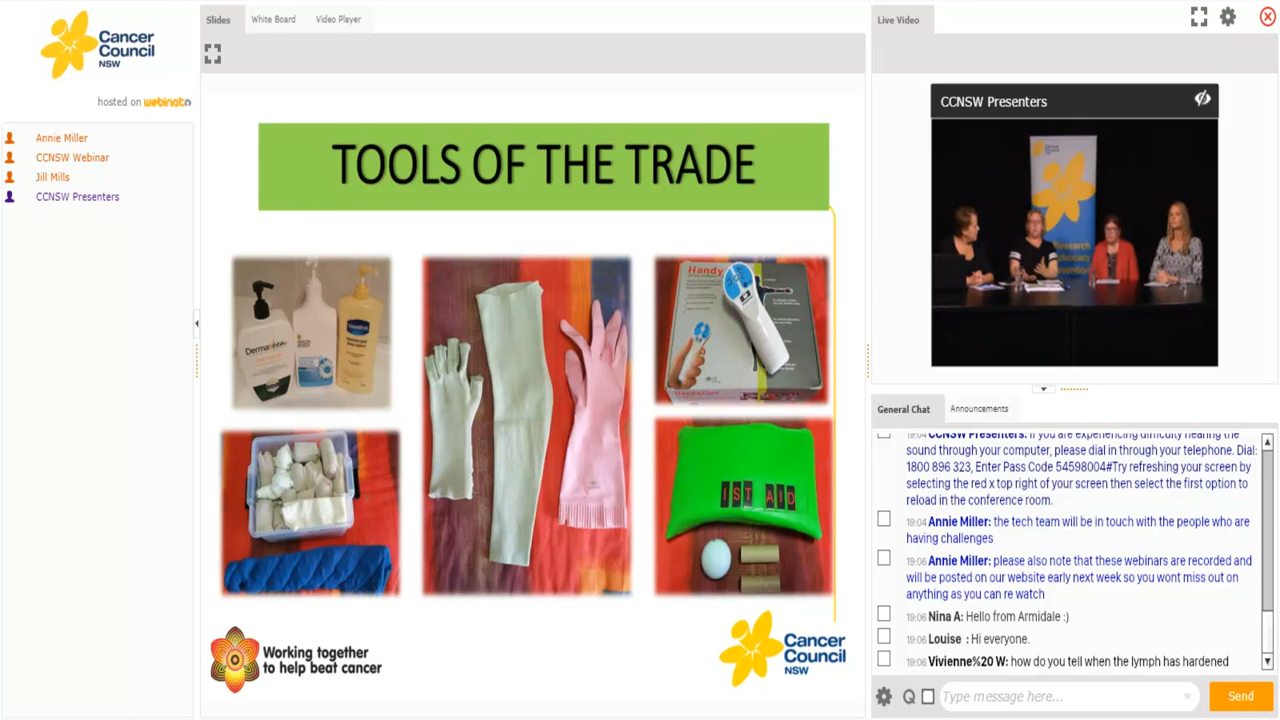 Cancer
Council
NSW
hosted on webinato
Annie Miller
CCNSW Webinar
Jill Mills
CCNSW Presenters
Slides
White Board
Video Player
TOOLS OF THE TRADE
DermaVeen
Vaseline
Handy
1ST AID
Working together
to help beat cancer
Cancer
Council
NSW
Live Video
CCNSW Presenters
Research
Advocacy
Prevention
General Chat
Announcements
19:04 CCNSW Presenters: If you are experiencing difficulty hearing the
sound through your computer, please dial in through your telephone. Dial:
1800 896 323, Enter Pass Code 54598004#Try refreshing your screen by
selecting the red x top right of your screen then select the first option to
reload in the conference room.
19:04 Annie Miller: the tech team will be in touch with the people who are
having challenges
19:06 Annie Miller: please also note that these webinars are recorded and
will be posted on our website early next week so you wont miss out on
anything as you can re watch
19:06 Nina A: Hello from Armidale :)
19:06 Louise : Hi everyone.
19:06 Vivienne%20 W: how do you tell when the lymph has hardened
Q
Type message here...
Send